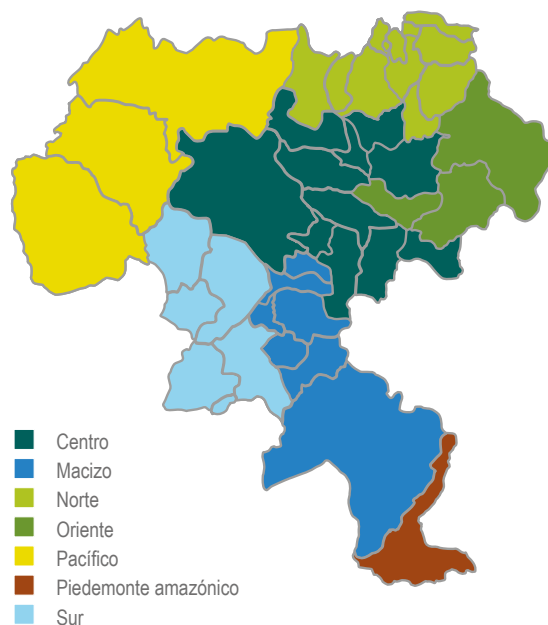 Centro
Macizo
Norte
Oriente
Pacífico
Piedemonte amazónico
Sur